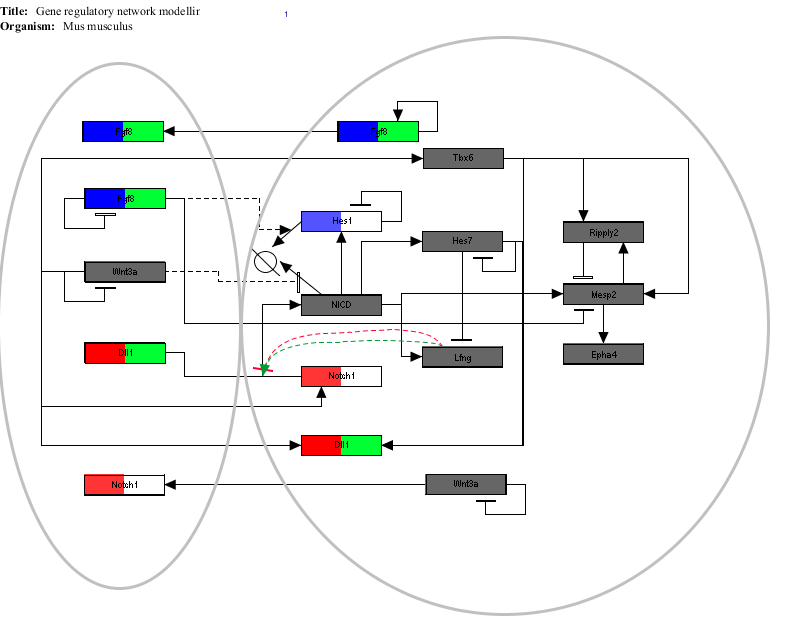 Title: Gene regulatory network modellir
1
Organism: Mus musculus
Fgf8
Fgf8
Tbx6
Fgf8
Hes1
Ripply2
Hes7
Wnt3a
Mesp2
NICD
Dll1
Lfng
Epha4
Notch1
Dll1
Notch1
Wnt3a